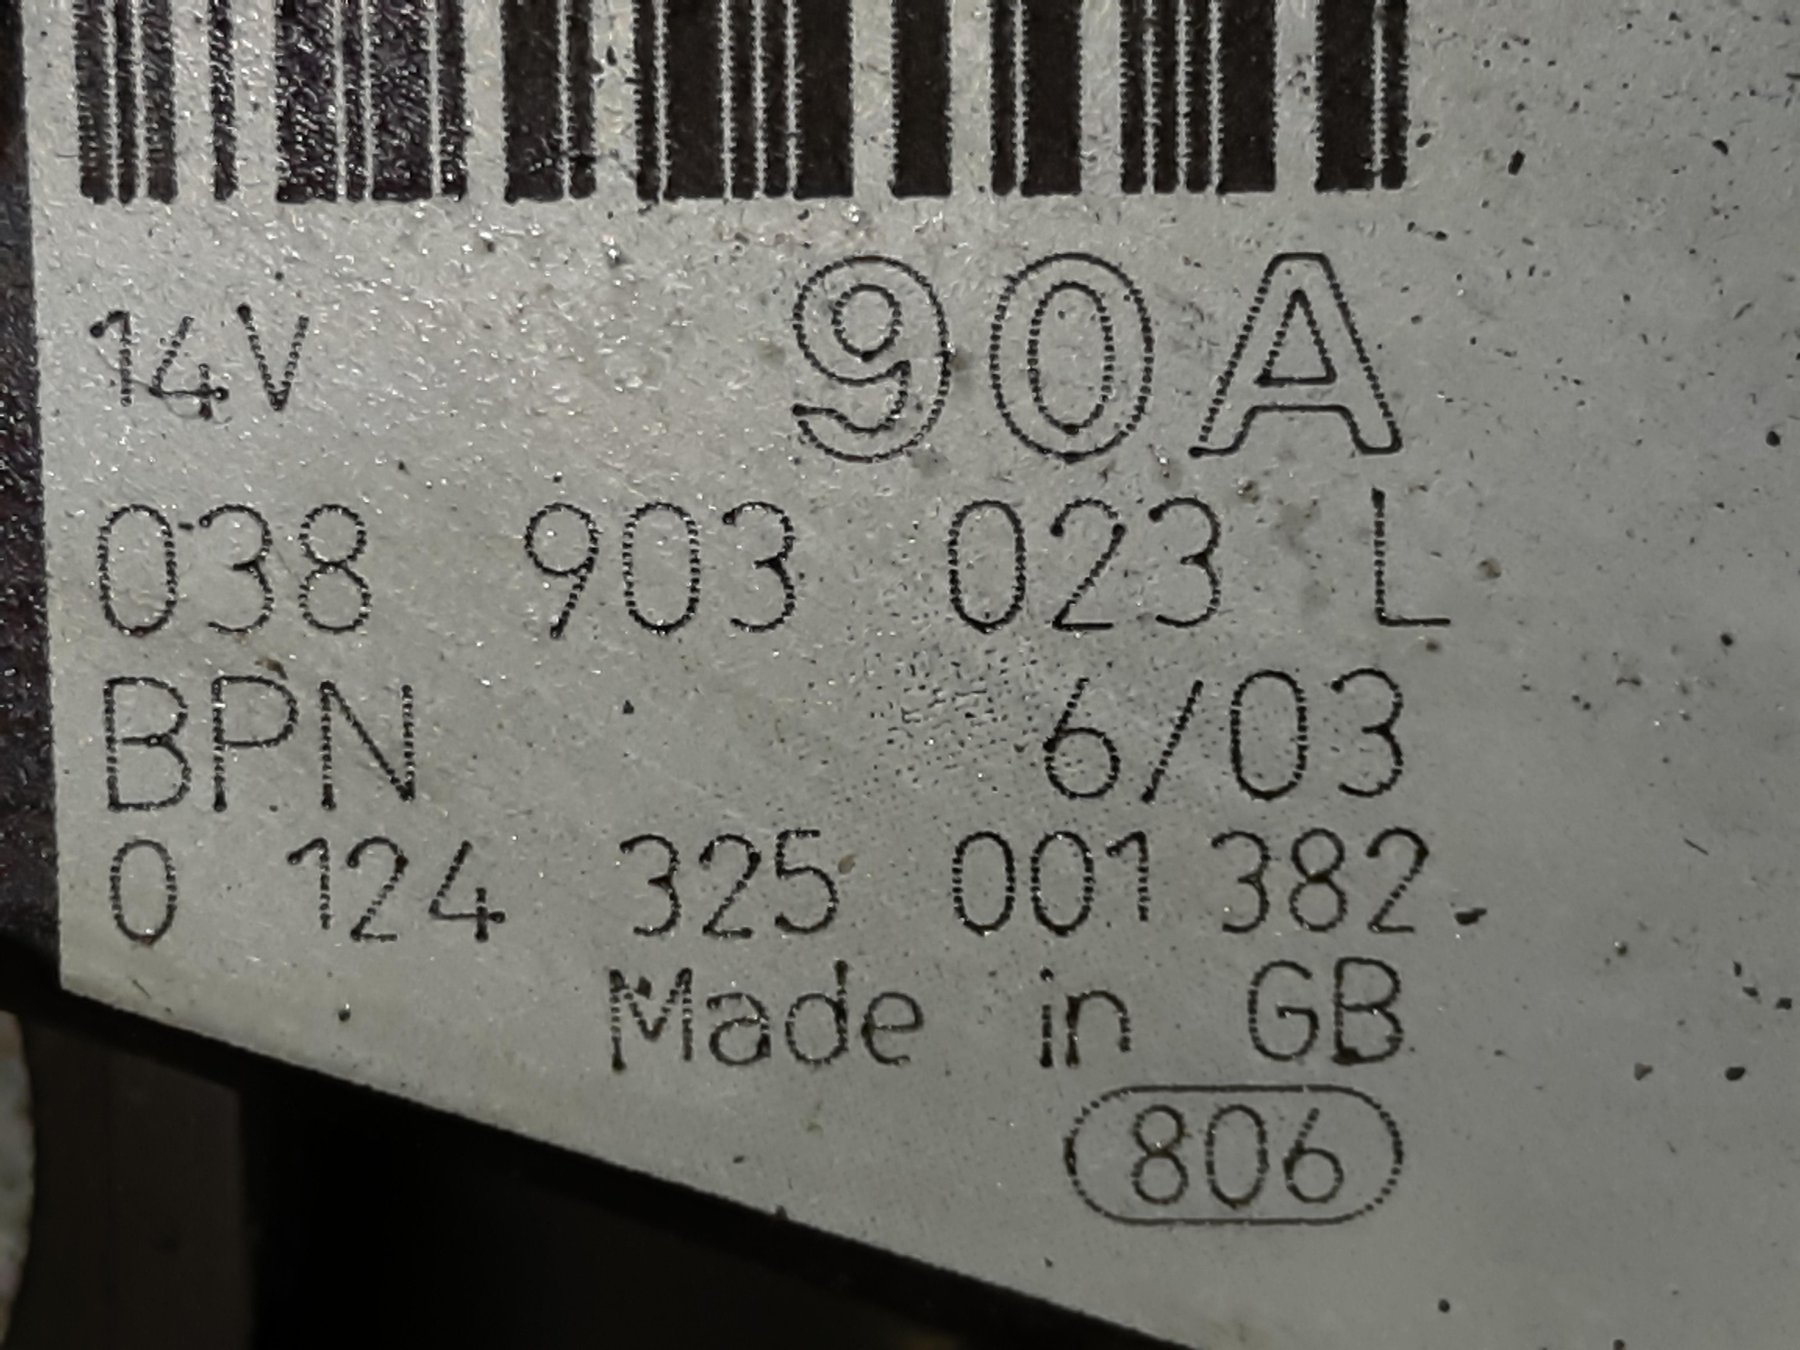 14V 90A
038 903 023 L
BPN 6/03
0 124 325 001 382
Made in GB
806